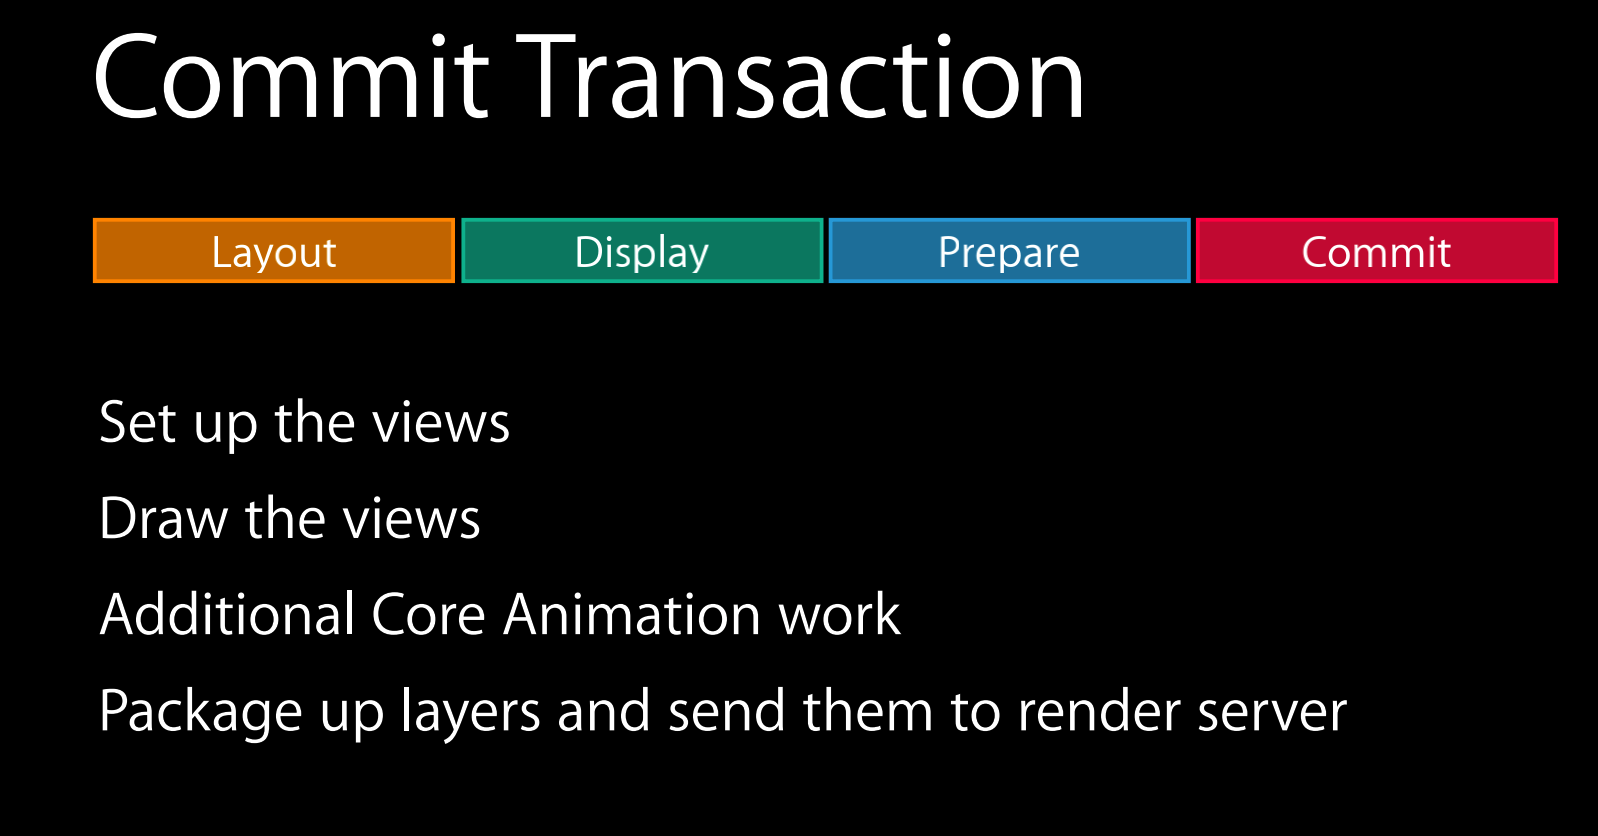 Commit Transaction
Layout Display Prepare Commit
Set up the views
Draw the views
Additional Core Animation work
Package up layers and send them to render server